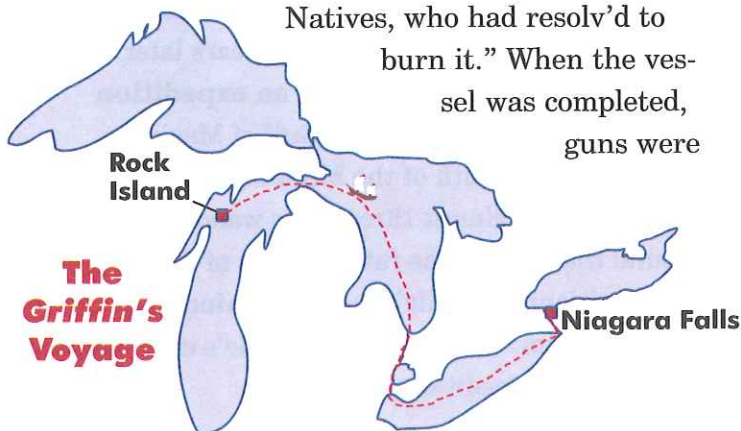 Natives, who had resolv’d to
burn it.” When the ves-
sel was completed,
guns were
Rock
Island
The
Griffin’s
Voyage
Niagara Falls